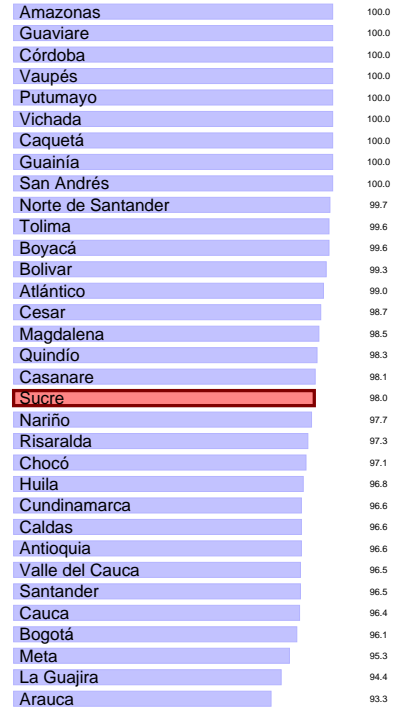 Amazonas 100.0
Guaviare 100.0
Córdoba 100.0
Vaupés 100.0
Putumayo 100.0
Vichada 100.0
Caquetá 100.0
Guainía 100.0
San Andrés 100.0
Norte de Santander 99.7
Tolima 99.6
Boyacá 99.6
Bolivar 99.3
Atlántico 99.0
Cesar 98.7
Magdalena 98.5
Quindío 98.3
Casanare 98.1
Sucre 98.0
Nariño 97.7
Risaralda 97.3
Chocó 97.1
Huila 96.8
Cundinamarca 96.6
Caldas 96.6
Antioquia 96.6
Valle del Cauca 96.5
Santander 96.5
Cauca 96.4
Bogotá 96.1
Meta 95.3
La Guajira 94.4
Arauca 93.3